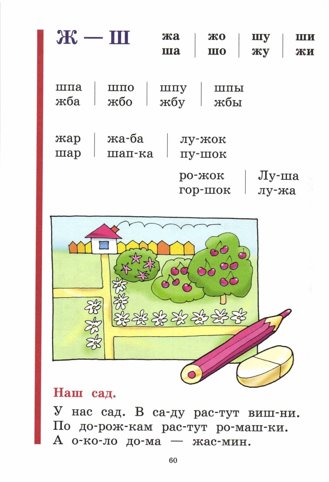 Ж — Ш
жа жо шу ши
ша шо жу жи
шпа шпо шпу шпы
жба жбо жбу жбы
жар жа-ба лу-жок
шар шап-ка пу-шок
ро-жок Лу-ша
гор-шок лу-жа
Наш сад.
У нас сад. В са-ду рас-тут виш-ни.
По до-рож-кам рас-тут ро-маш-ки.
А о-ко-ло до-ма — жас-мин.
60